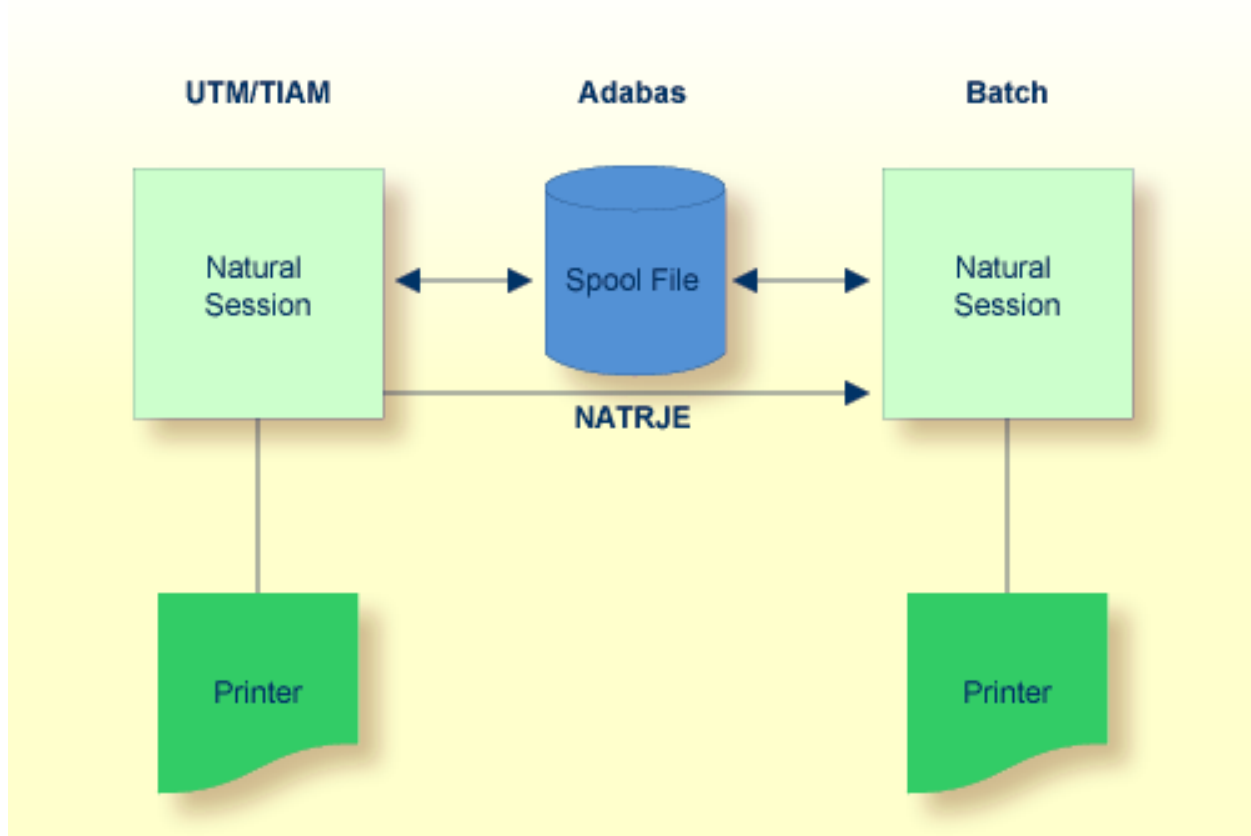 UTM/TIAM
Adabas
Batch
Natural
Session
Spool File
Natural
Session
NATRJE
Printer
Printer